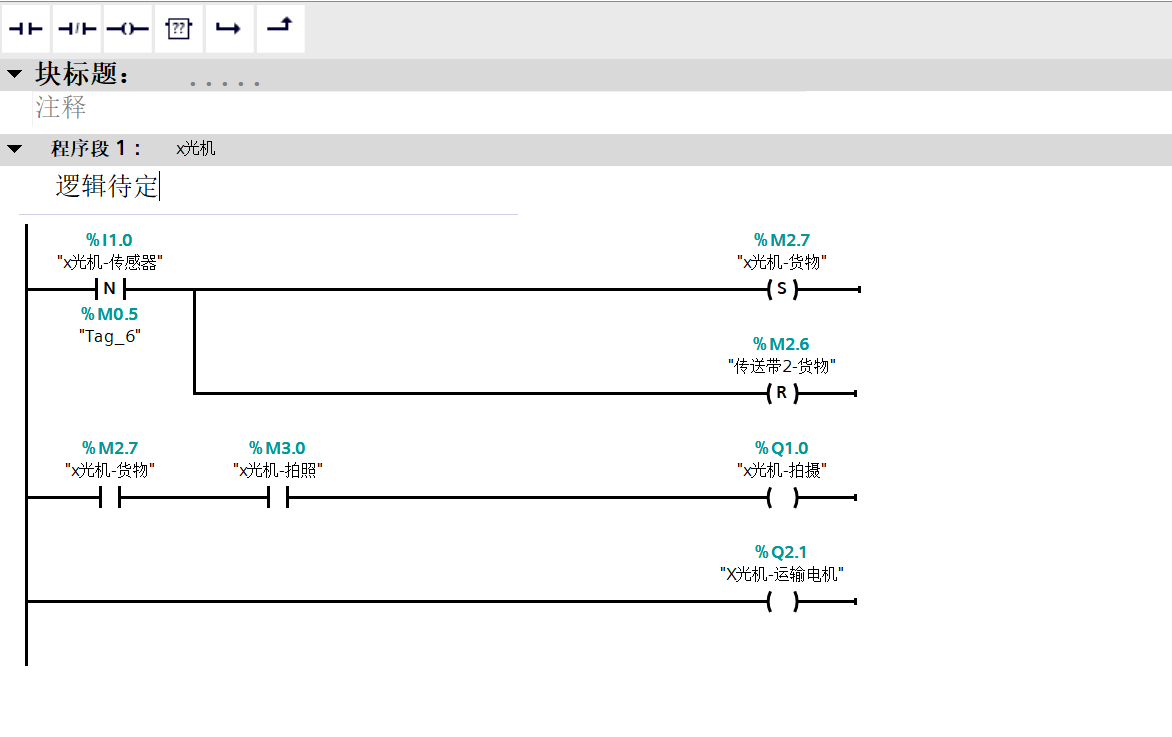 ??
块标题： .....
注释
程序段 1： x光机
逻辑待定
%I1.0
"x光机-传感器"
N
%M0.5
"Tag_6"
%M2.7
"x光机-货物"
S
%M2.6
"传送带2-货物"
R
%M2.7
"x光机-货物"
%M3.0
"x光机-拍照"
%Q1.0
"x光机-拍摄"
%Q2.1
"X光机-运输电机"